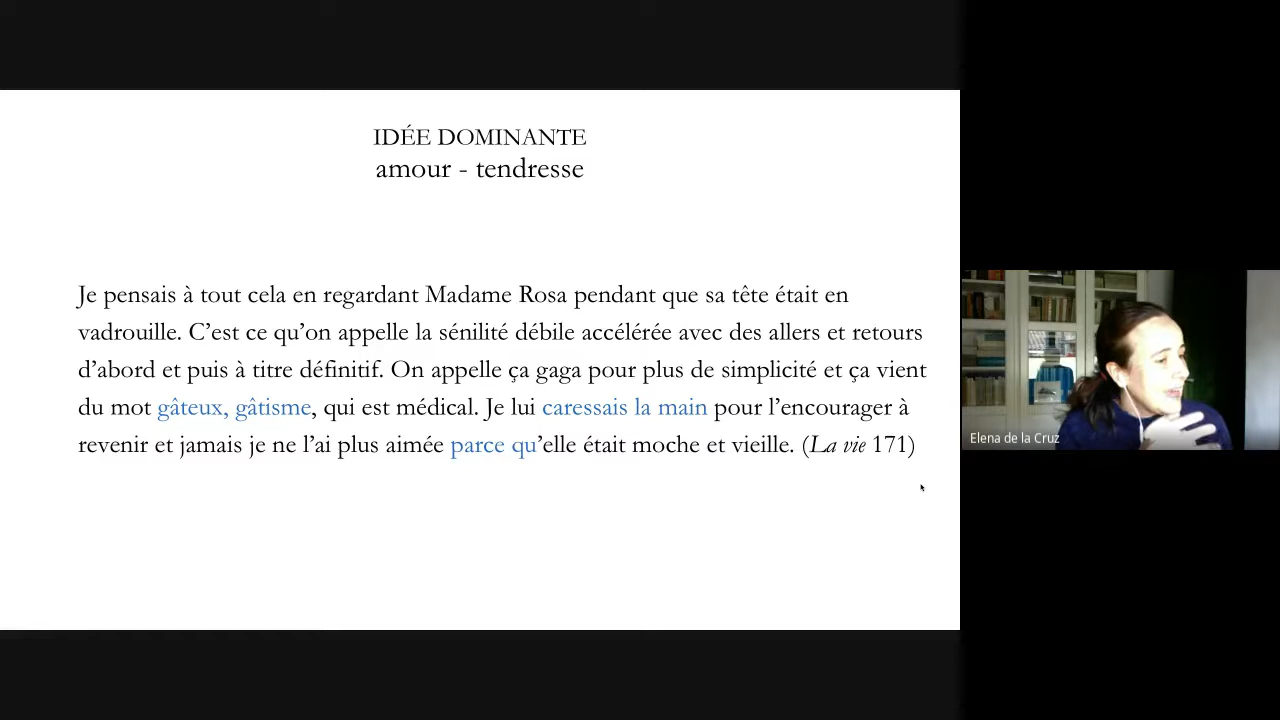 IDÉE DOMINANTE
amour - tendresse
Je pensais à tout cela en regardant Madame Rosa pendant que sa tête était en
vadrouille. C’est ce qu’on appelle la sénilité débile accélérée avec des allers et retours
d’abord et puis à titre définitif. On appelle ça gaga pour plus de simplicité et ça vient
du mot gâteux, gâtisme, qui est médical. Je lui caressais la main pour l’encourager à
revenir et jamais je ne l’ai plus aimée parce qu’elle était moche et vieille. (La vie 171)
Elena de la Cruz